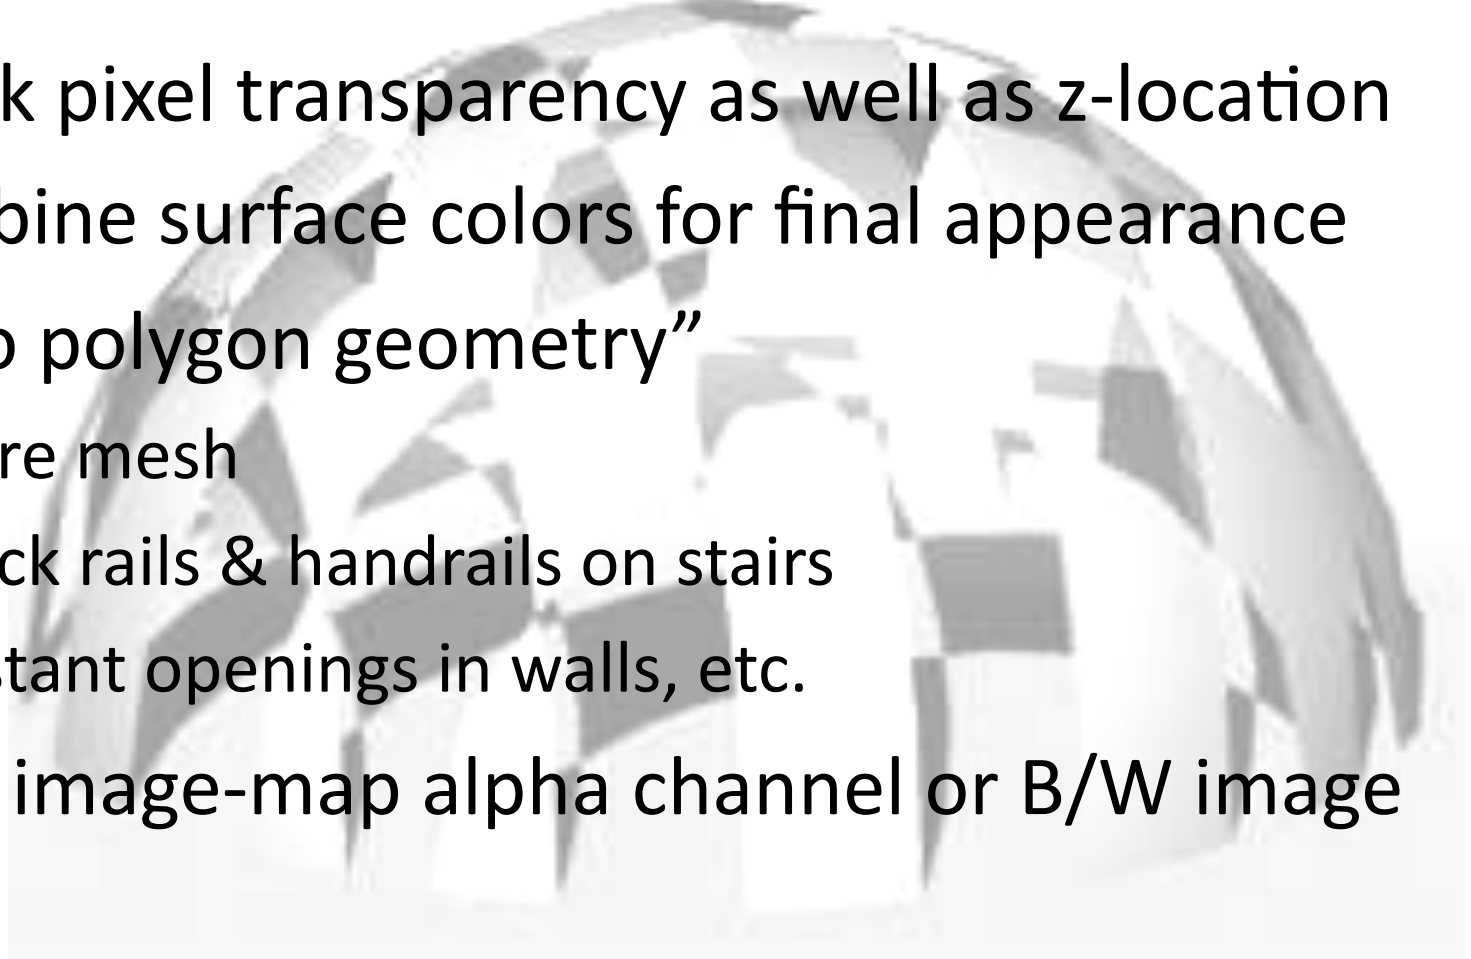 k pixel transparency as well as z-location
bine surface colors for final appearance
polygon geometry”
re mesh
ck rails & handrails on stairs
stant openings in walls, etc.
image-map alpha channel or B/W image